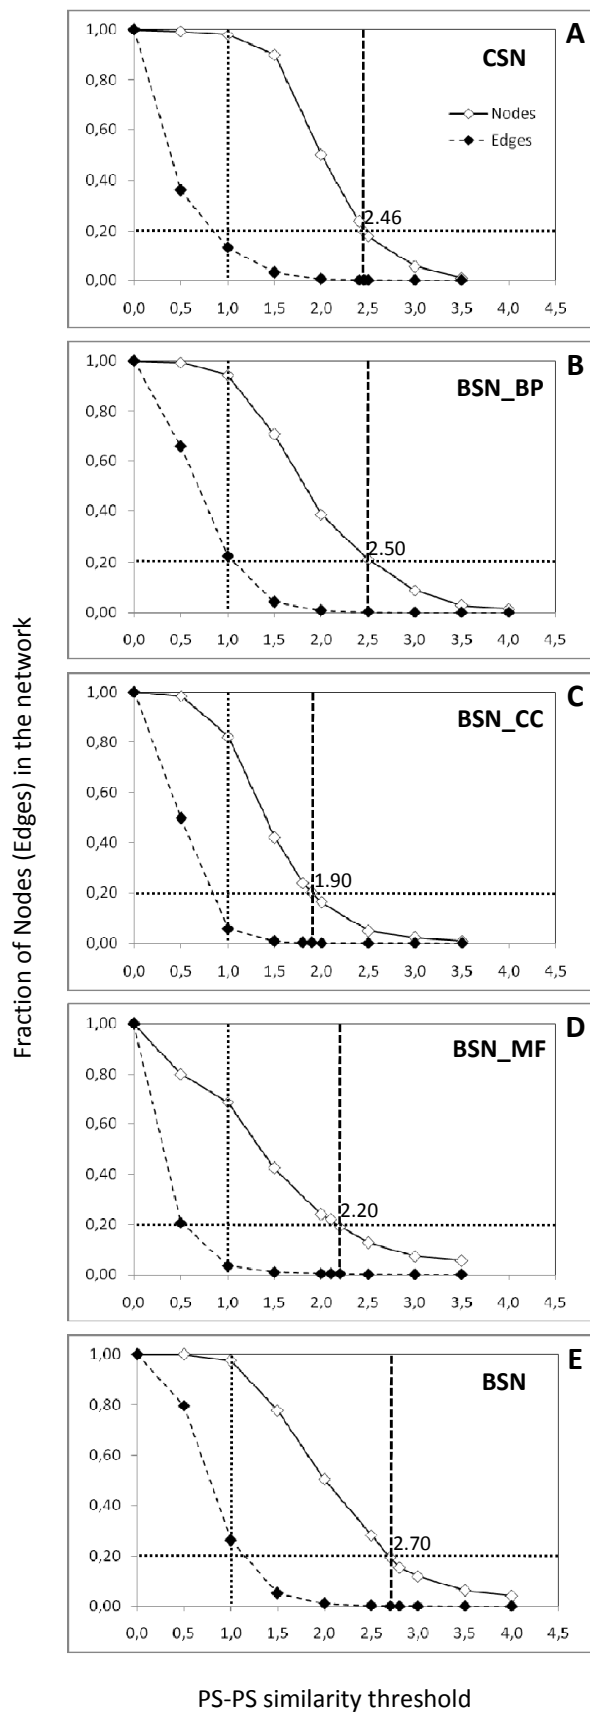 Fraction of Nodes (Edges) in the network
A
CSN
1,00
0,80
0,60
0,40
0,20
0,00
Nodes
Edges
2.46
0,0 0,5 1,0 1,5 2,0 2,5 3,0 3,5 4,0 4,5
B
BSN_BP
1,00
0,80
0,60
0,40
0,20
0,00
2.50
0,0 0,5 1,0 1,5 2,0 2,5 3,0 3,5 4,0 4,5
C
BSN_CC
1,00
0,80
0,60
0,40
0,20
0,00
1.90
0,0 0,5 1,0 1,5 2,0 2,5 3,0 3,5 4,0 4,5
D
BSN_MF
1,00
0,80
0,60
0,40
0,20
0,00
2.20
0,0 0,5 1,0 1,5 2,0 2,5 3,0 3,5 4,0 4,5
E
BSN
1,00
0,80
0,60
0,40
0,20
0,00
2.70
0,0 0,5 1,0 1,5 2,0 2,5 3,0 3,5 4,0 4,5
PS-PS similarity threshold